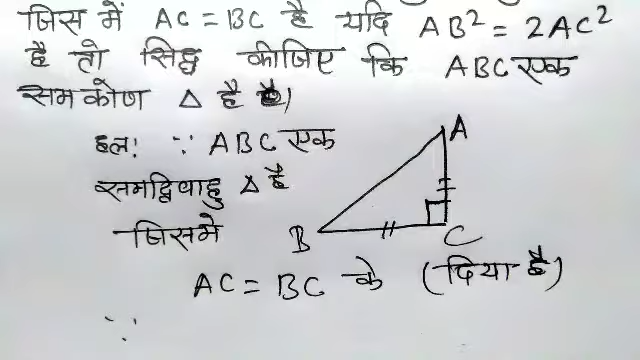 जिस में AC = BC है यदि AB² = 2AC²
है तो सिद्ध कीजिए कि ABC एक
समकोण Δ है।
हल: ∵ ABC एक
समद्विबाहु Δ है
जिसमे
A
B
C
AC = BC के (दिया है)
∵